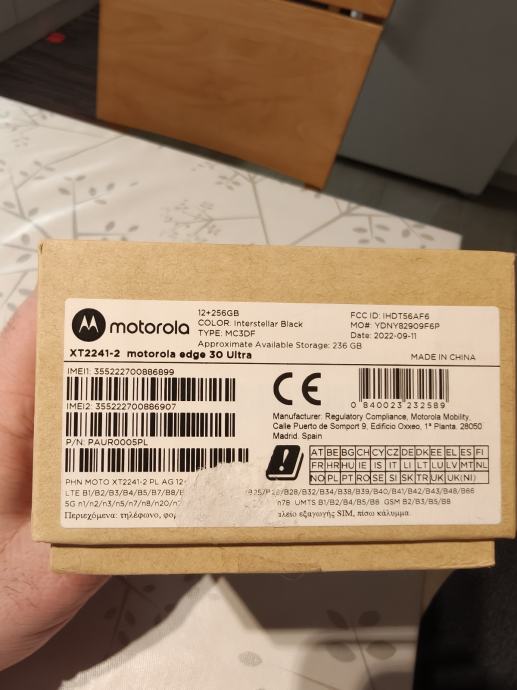 motorola
12+256GB
COLOR: Interstellar Black
TYPE: MC3DF
Approximate Available Storage: 236 GB
FCC ID: IHDT56AF6
MO#: YDNY82909F6P
Date: 2022-09-11
XT2241-2 motorola edge 30 Ultra
MADE IN CHINA
IMEI1: 355222700886899
IMEI2: 355222700886907
P/N: PAUR0005PL
CE
0 840023 232589
Manufacturer: Regulatory Compliance, Motorola Mobility,
Calle Puerto de Somport 9, Edificio Oxxeo, 1ª Planta. 28050
Madrid. Spain
AT BE BG CH CY CZ DE DK EE EL ES FI
FR HR HU IE IS IT LI LT LU LV MT NL
NO PL PT RO SE SI SK TR UK UK(NI)
PHN MOTO XT2241-2 PL AG 12+
LTE B1/B2/B3/B4/B5/B7/B8/ B28/B32/B34/B38/B39/B40/B41/B42/B43/B48/B66
5G n1/n2/n3/n5/n7/n8/n20/ UMTS B1/B2/B4/B5/B8 GSM B2/B3/B5/B8
Περιεχόμενα: τηλέφωνο, εξαγωγής SIM, πίσω κάλυμμα.